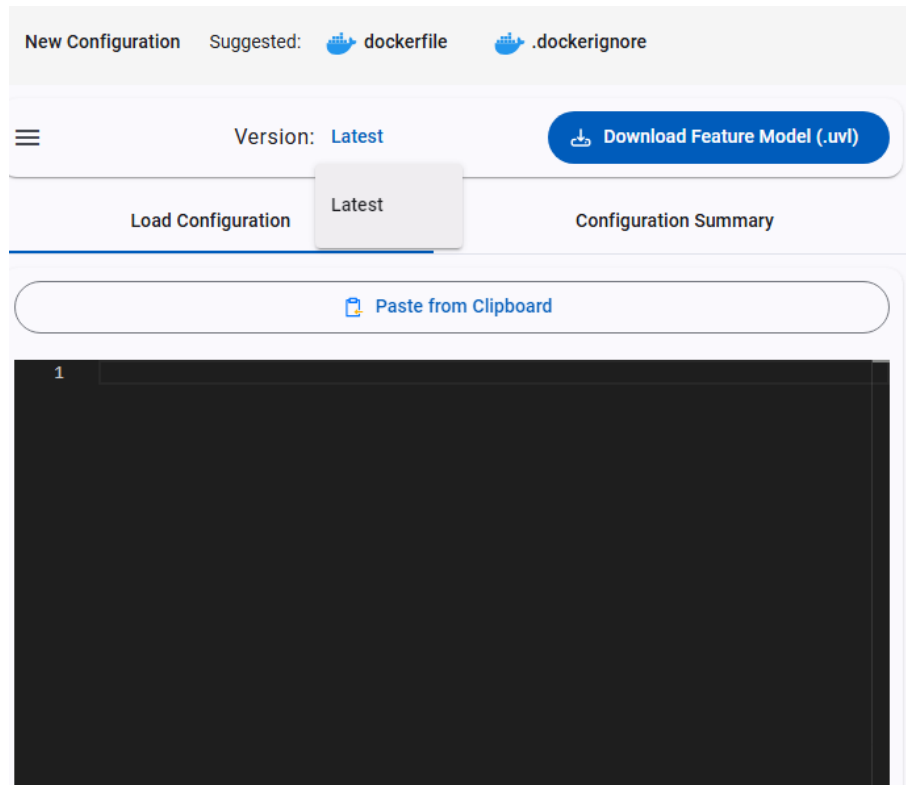 New Configuration Suggested: dockerfile .dockerignore
Version: Latest Download Feature Model (.uvl)
Latest
Load Configuration Configuration Summary
Paste from Clipboard
1